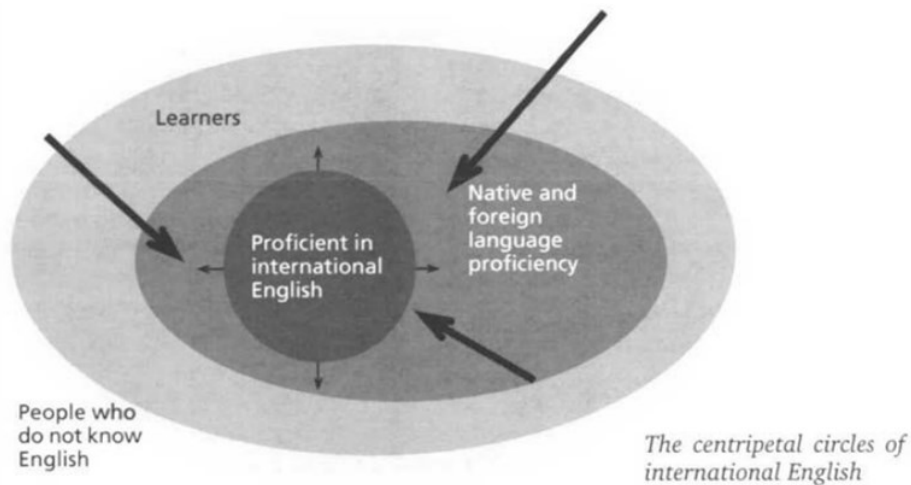 Learners
Native and
foreign
language
proficiency
Proficient in
international
English
People who
do not know
English
The centripetal circles of
international English